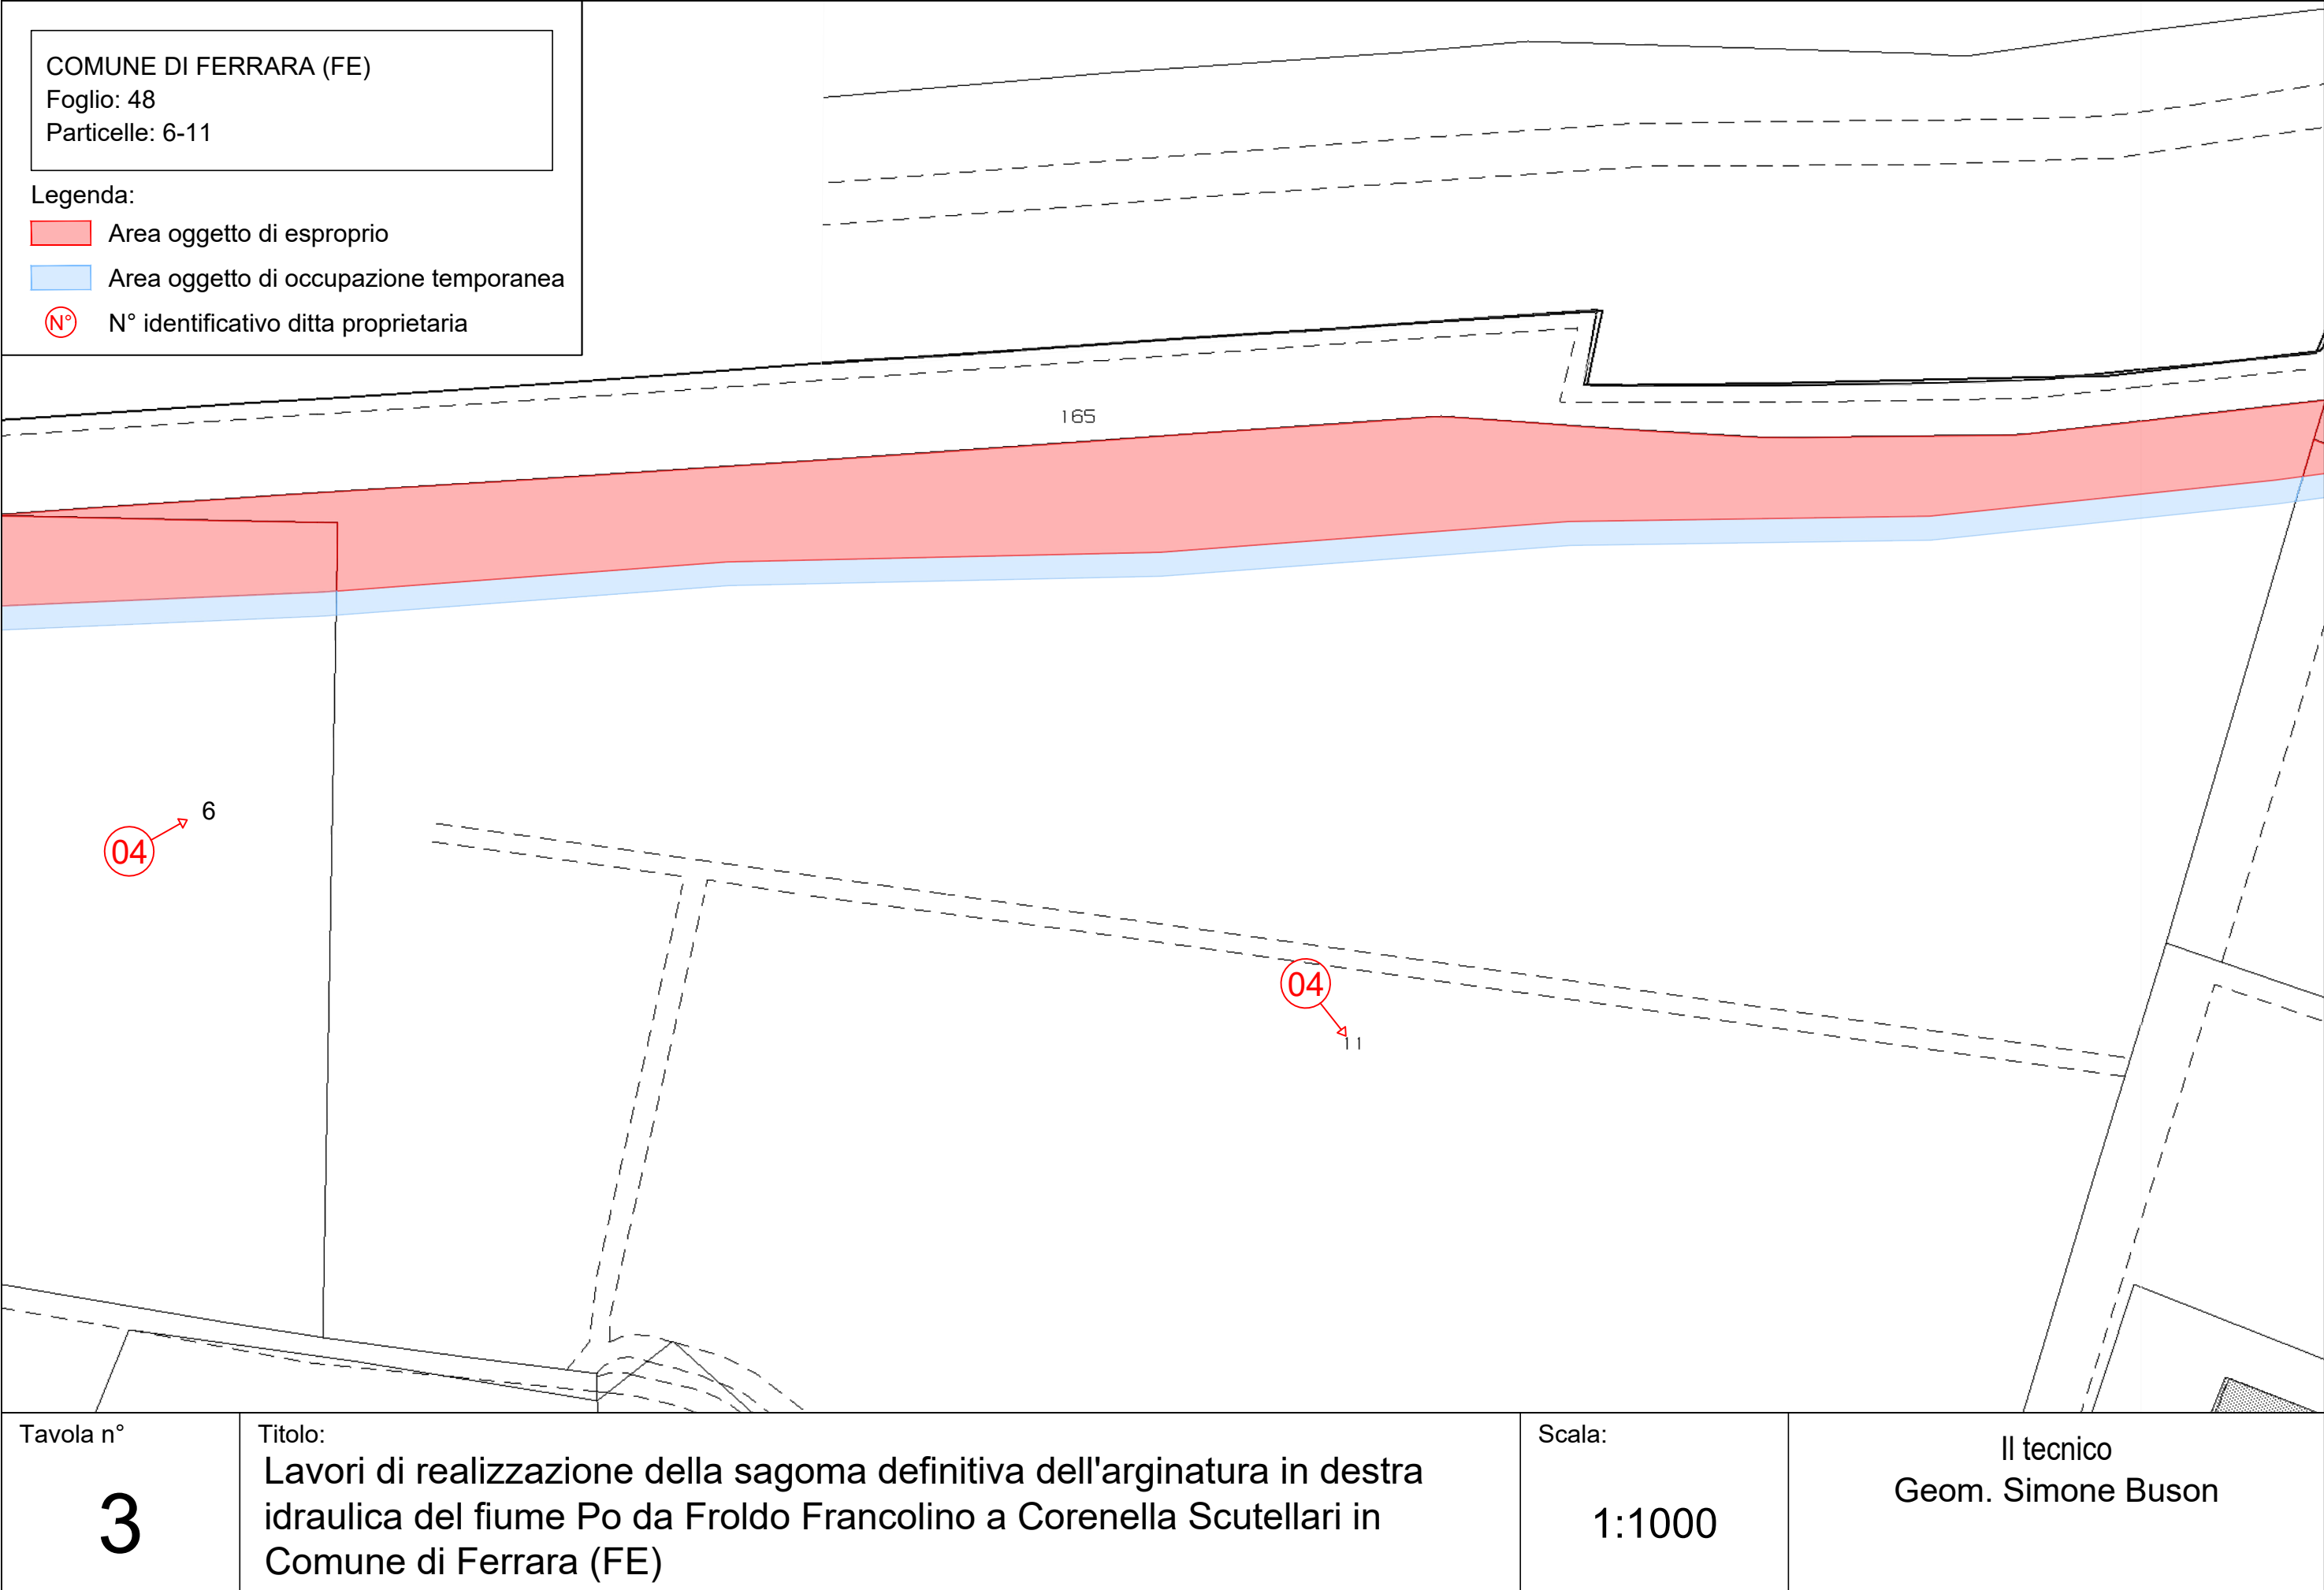 COMUNE DI FERRARA (FE)
Foglio: 48
Particelle: 6-11
Legenda:
Area oggetto di esproprio
Area oggetto di occupazione temporanea
N° N° identificativo ditta proprietaria
165
6
04
04
11
Tavola n°
3
Titolo:
Lavori di realizzazione della sagoma definitiva dell'arginatura in destra
idraulica del fiume Po da Froldo Francolino a Corenella Scutellari in
Comune di Ferrara (FE)
Scala:
1:1000
Il tecnico
Geom. Simone Buson